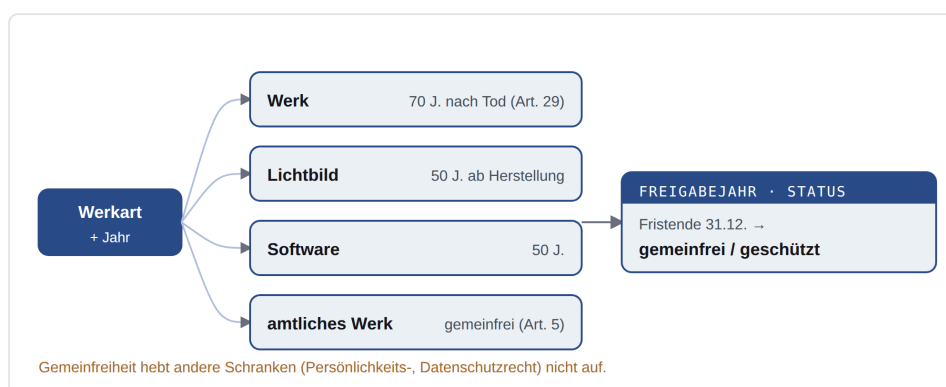 Werkart
+ Jahr
Werk 70 J. nach Tod (Art. 29)
Lichtbild 50 J. ab Herstellung
Software 50 J.
amtliches Werk gemeinfrei (Art. 5)
FREIGABEJAHR · STATUS
Fristende 31.12. →
gemeinfrei / geschützt
Gemeinfreiheit hebt andere Schranken (Persönlichkeits-, Datenschutzrecht) nicht auf.